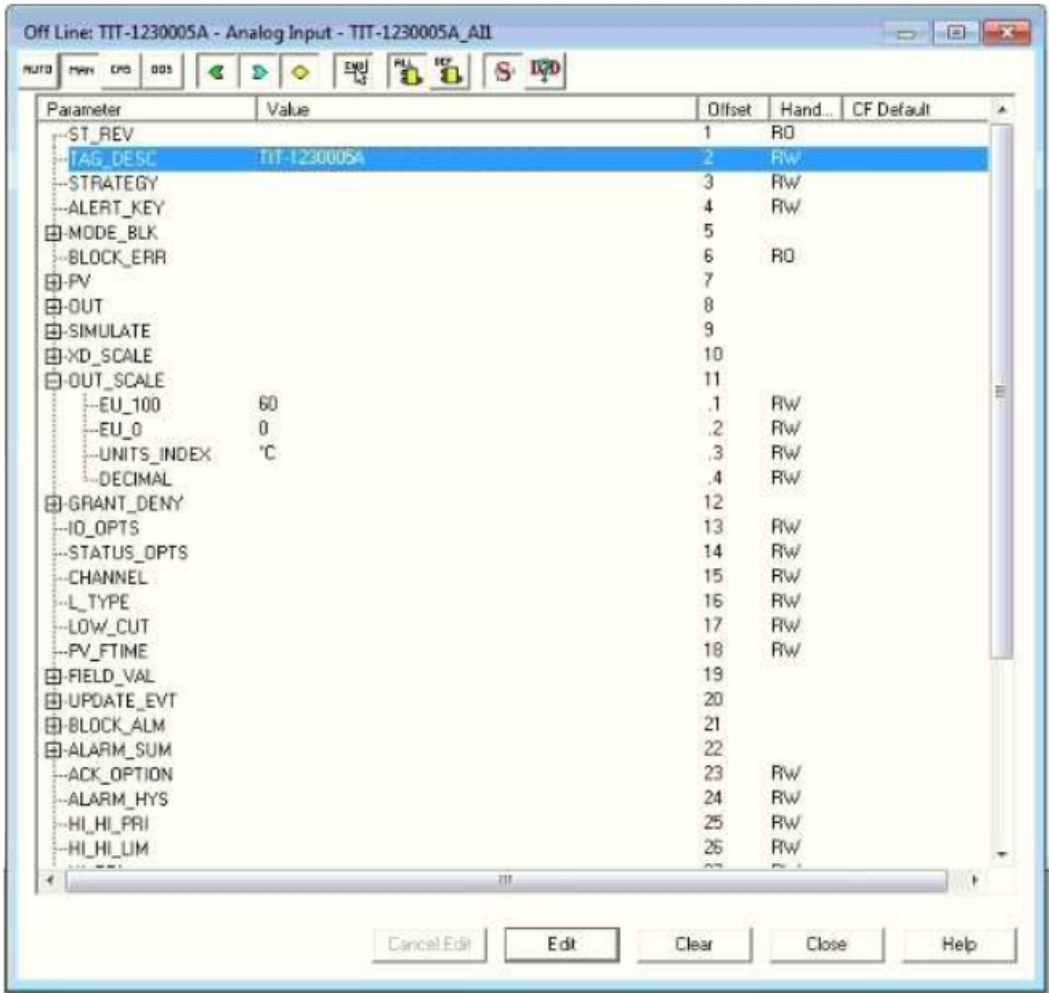 Off Line: TIT-1230005A - Analog Input - TIT-1230005A_AI1
AUTO MAN CAS OOS
Parameter Value Offset Hand... CF Default
ST_REV 1 RO
TAG_DESC TIT-1230005A 2 RW
STRATEGY 3 RW
ALERT_KEY 4 RW
MODE_BLK 5
BLOCK_ERR 6 RO
PV 7
OUT 8
SIMULATE 9
XD_SCALE 10
OUT_SCALE 11
EU_100 60 .1 RW
EU_0 0 .2 RW
UNITS_INDEX °C .3 RW
DECIMAL .4 RW
GRANT_DENY 12
IO_OPTS 13 RW
STATUS_OPTS 14 RW
CHANNEL 15 RW
L_TYPE 16 RW
LOW_CUT 17 RW
PV_FTIME 18 RW
FIELD_VAL 19
UPDATE_EVT 20
BLOCK_ALM 21
ALARM_SUM 22
ACK_OPTION 23 RW
ALARM_HYS 24 RW
HI_HI_PRI 25 RW
HI_HI_LIM 26 RW
Cancel Edit Edit Clear Close Help